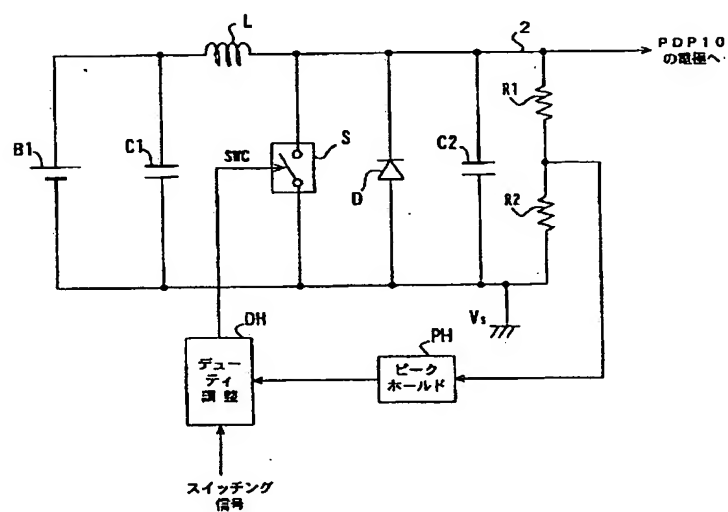 L
2
PDP10
の電極へ
R1
B1
C1
SWC
S
D
C2
R2
Vs
DH
デュー
ティ
調整
PH
ピーク
ホールド
スイッチング
信号